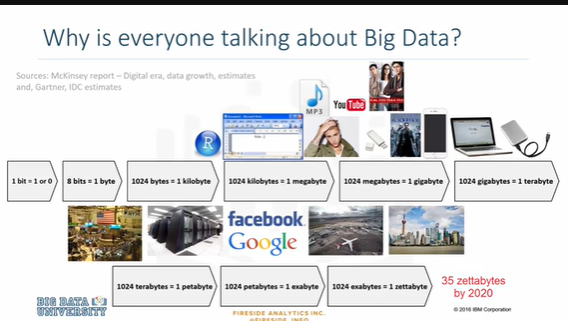 Why is everyone talking about Big Data?
Sources: McKinsey report – Digital era, data growth, estimates
and, Gartner, IDC estimates
MP3
YouTube
R
1 bit = 1 or 0
8 bits = 1 byte
1024 bytes = 1 kilobyte
1024 kilobytes = 1 megabyte
1024 megabytes = 1 gigabyte
1024 gigabytes = 1 terabyte
facebook
Google
1024 terabytes = 1 petabyte
1024 petabytes = 1 exabyte
1024 exabytes = 1 zettabyte
35 zettabytes
by 2020
BIG DATA
UNIVERSITY
FIRESIDE ANALYTICS INC.
@FIRESIDE_INFO
© 2016 IBM Corporation